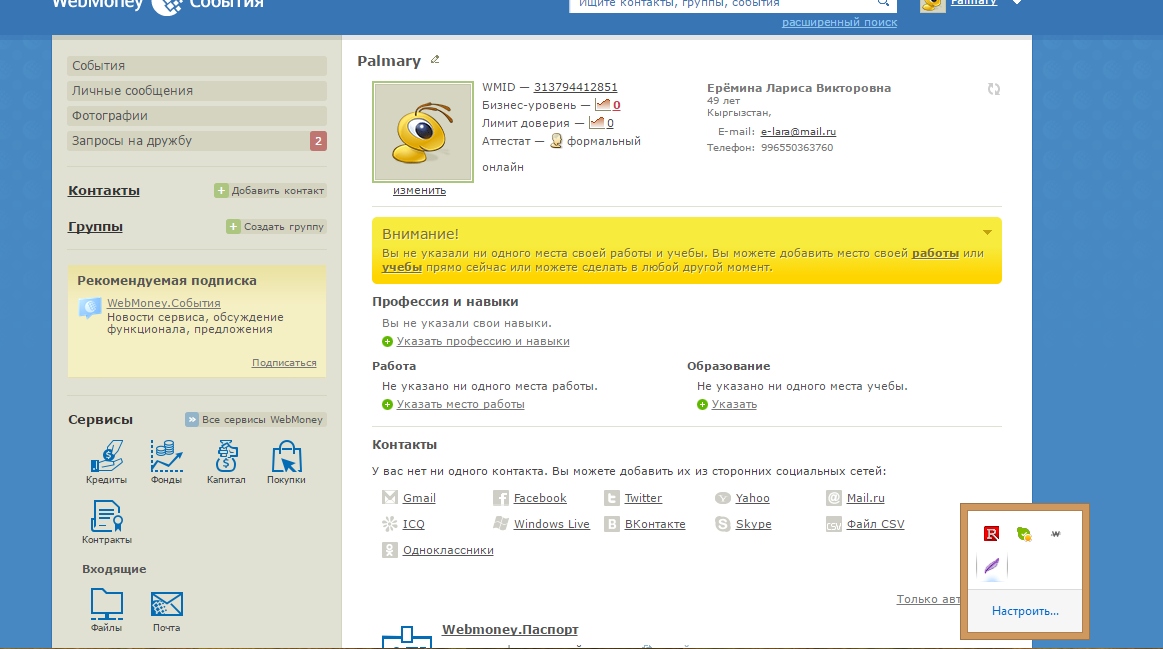 WebMoney События
Ищите контакты, группы, события
Palmary
расширенный поиск
События
Личные сообщения
Фотографии
Запросы на дружбу 2
Контакты
Добавить контакт
Группы
Создать группу
Рекомендуемая подписка
WebMoney.События
Новости сервиса, обсуждение
функционала, предложения
Подписаться
Сервисы
Все сервисы WebMoney
Кредиты Фонды Капитал Покупки
Контракты
Входящие
Файлы Почта
Palmary
WMID — 313794412851
Бизнес-уровень — 0
Лимит доверия — 0
Аттестат — формальный
онлайн
изменить
Ерёмина Лариса Викторовна
49 лет
Кыргызстан,
E-mail: e-lara@mail.ru
Телефон: 996550363760
Внимание!
Вы не указали ни одного места своей работы и учебы. Вы можете добавить место своей работы или
учебы прямо сейчас или можете сделать в любой другой момент.
Профессия и навыки
Вы не указали свои навыки.
Указать профессию и навыки
Работа
Не указано ни одного места работы.
Указать место работы
Образование
Не указано ни одного места учебы.
Указать
Контакты
У вас нет ни одного контакта. Вы можете добавить их из сторонних социальных сетей:
Gmail Facebook Twitter Yahoo Mail.ru
ICQ Windows Live ВКонтакте Skype Файл CSV
Одноклассники
Только авт
Webmoney.Паспорт
Настроить...